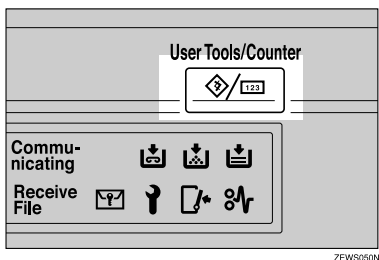 User Tools/Counter
123
Commu-
nicating
Receive
File
ZEWS050N